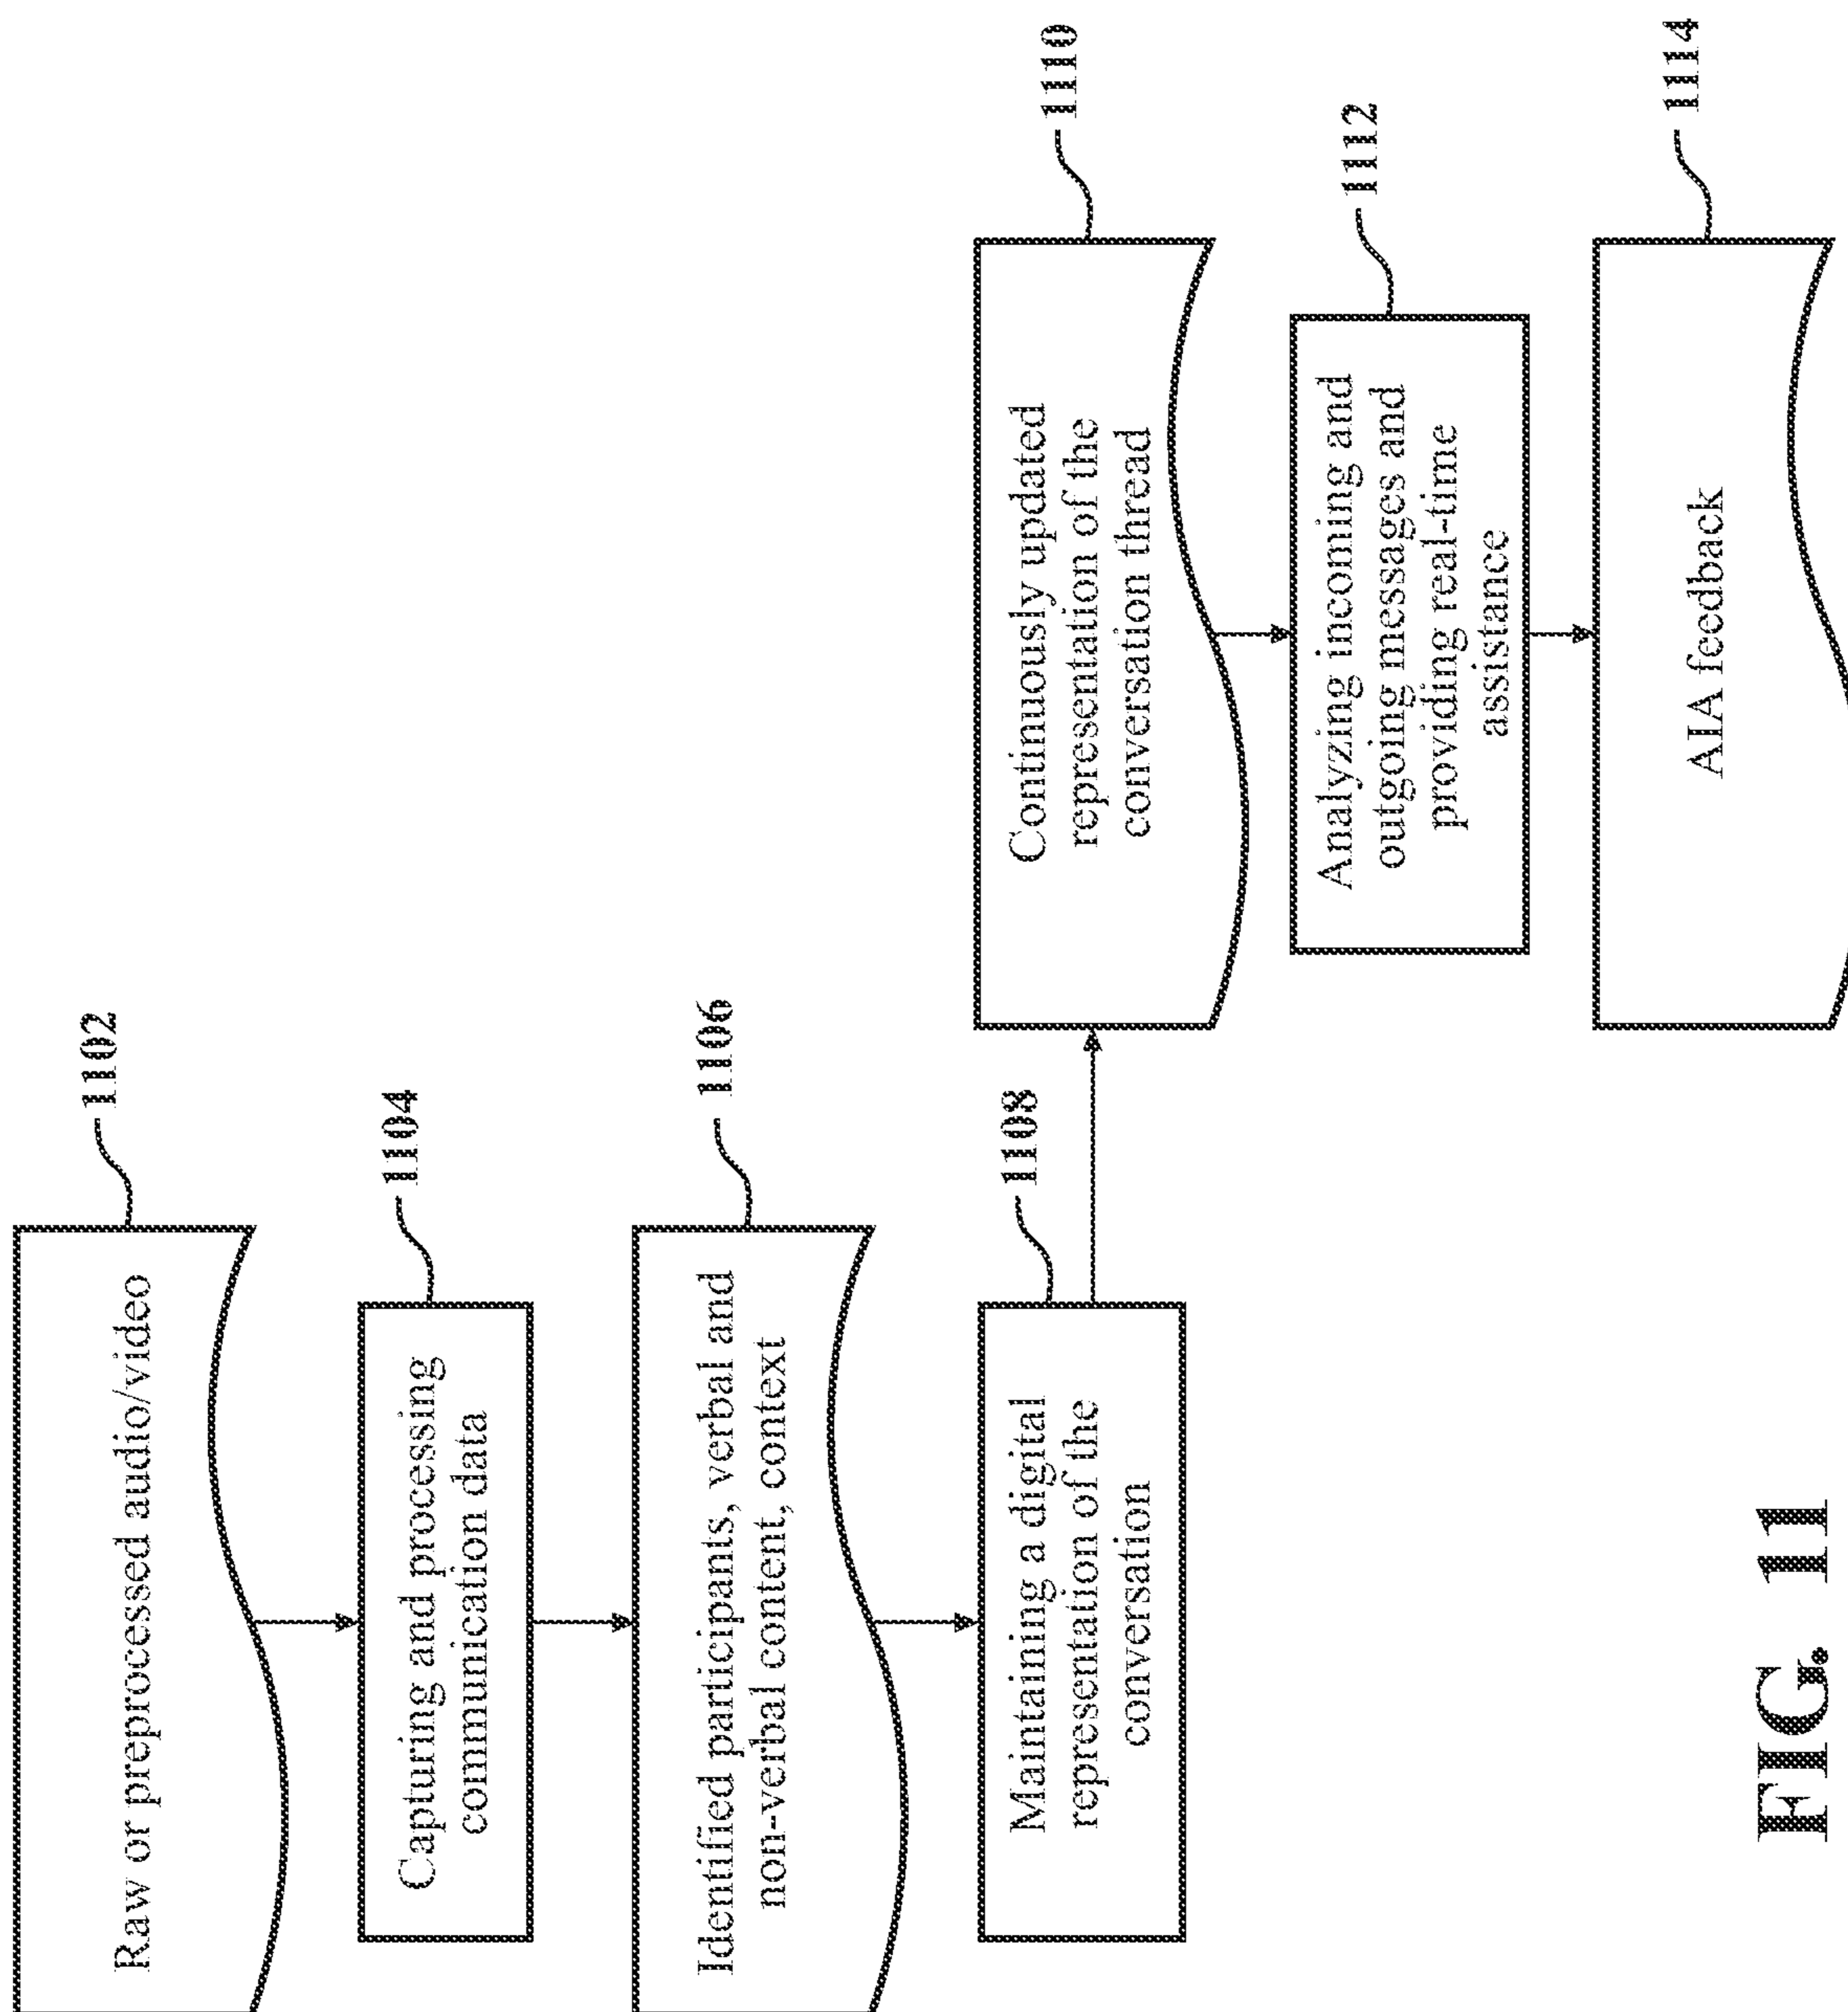 Raw or preprocessed audio/video
1102
Capturing and processing
communication data
1104
Identified participants, verbal and
non-verbal content, context
1106
Maintaining a digital
representation of the
conversation
1108
Continuously updated
representation of the
conversation thread
1110
Analyzing incoming and
outgoing messages and
providing real-time
assistance
1112
AIA feedback
1114
FIG. 11